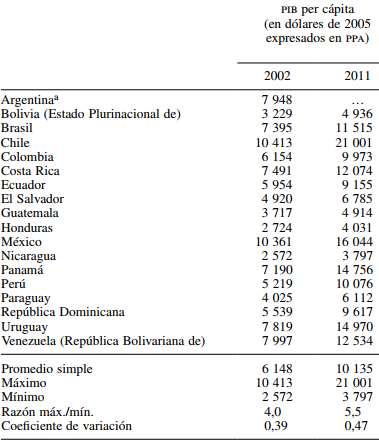 PIB per cápita
(en dólares de 2005
expresados en PPA)
2002 2011
Argentinaᵃ 7 948 …
Bolivia (Estado Plurinacional de) 3 229 4 936
Brasil 7 395 11 515
Chile 10 413 21 001
Colombia 6 154 9 973
Costa Rica 7 491 12 074
Ecuador 5 954 9 155
El Salvador 4 920 6 785
Guatemala 3 717 4 914
Honduras 2 724 4 031
México 10 361 16 044
Nicaragua 2 572 3 797
Panamá 7 190 14 756
Perú 5 219 10 076
Paraguay 4 025 6 112
República Dominicana 5 539 9 617
Uruguay 7 819 14 970
Venezuela (República Bolivariana de) 7 997 12 534
Promedio simple 6 148 10 135
Máximo 10 413 21 001
Mínimo 2 572 3 797
Razón máx./mín. 4,0 5,5
Coeficiente de variación 0,39 0,47